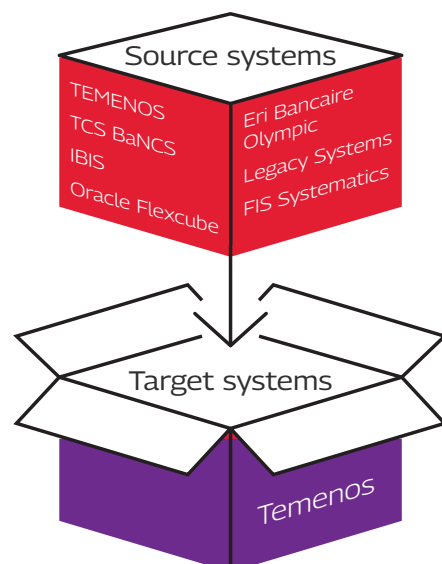 Source systems
TEMENOS
TCS BaNCS
IBIS
Oracle Flexcube
Eri Bancaire
Olympic
Legacy Systems
FIS Systematics
Target systems
Temenos